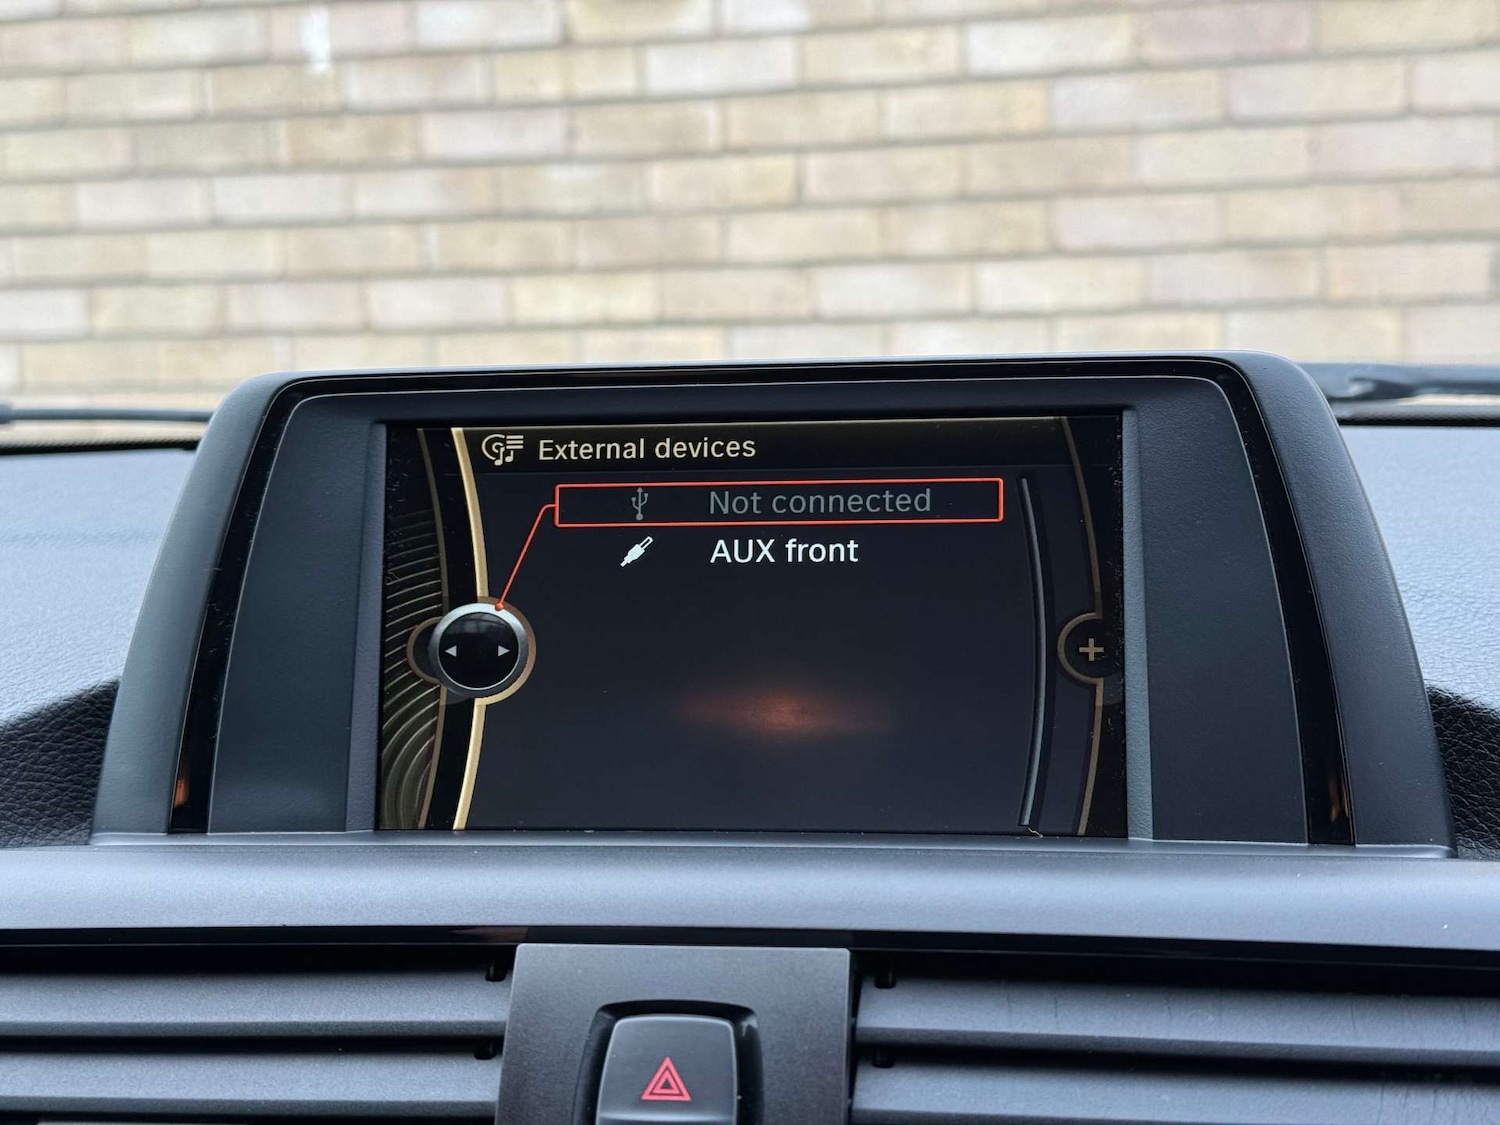 External devices
Not connected
AUX front